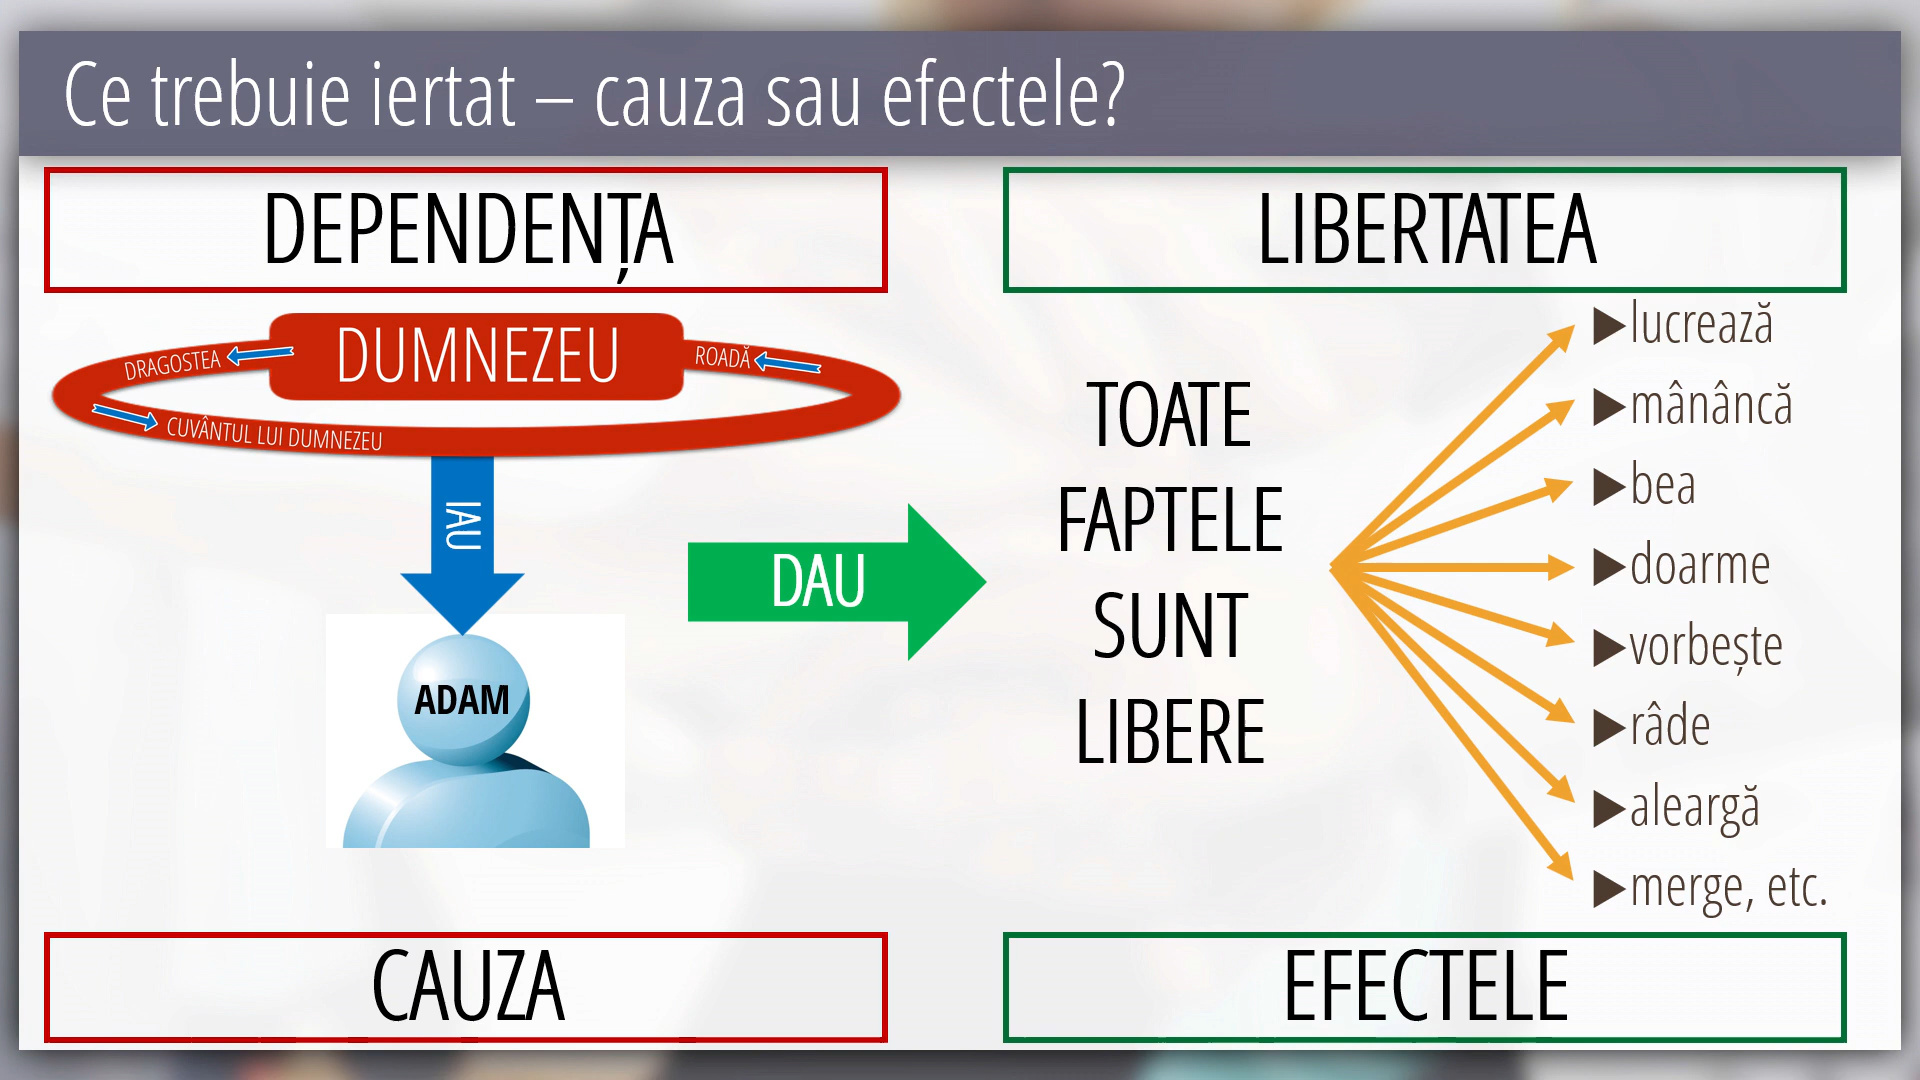 Ce trebuie iertat – cauza sau efectele?
DEPENDENȚA
LIBERTATEA
DUMNEZEU
DRAGOSTEA
ROADĂ
CUVÂNTUL LUI DUMNEZEU
IAU
ADAM
DAU
TOATE
FAPTELE
SUNT
LIBERE
lucrează
mânâncă
bea
doarme
vorbește
râde
aleargă
merge, etc.
CAUZA
EFECTELE